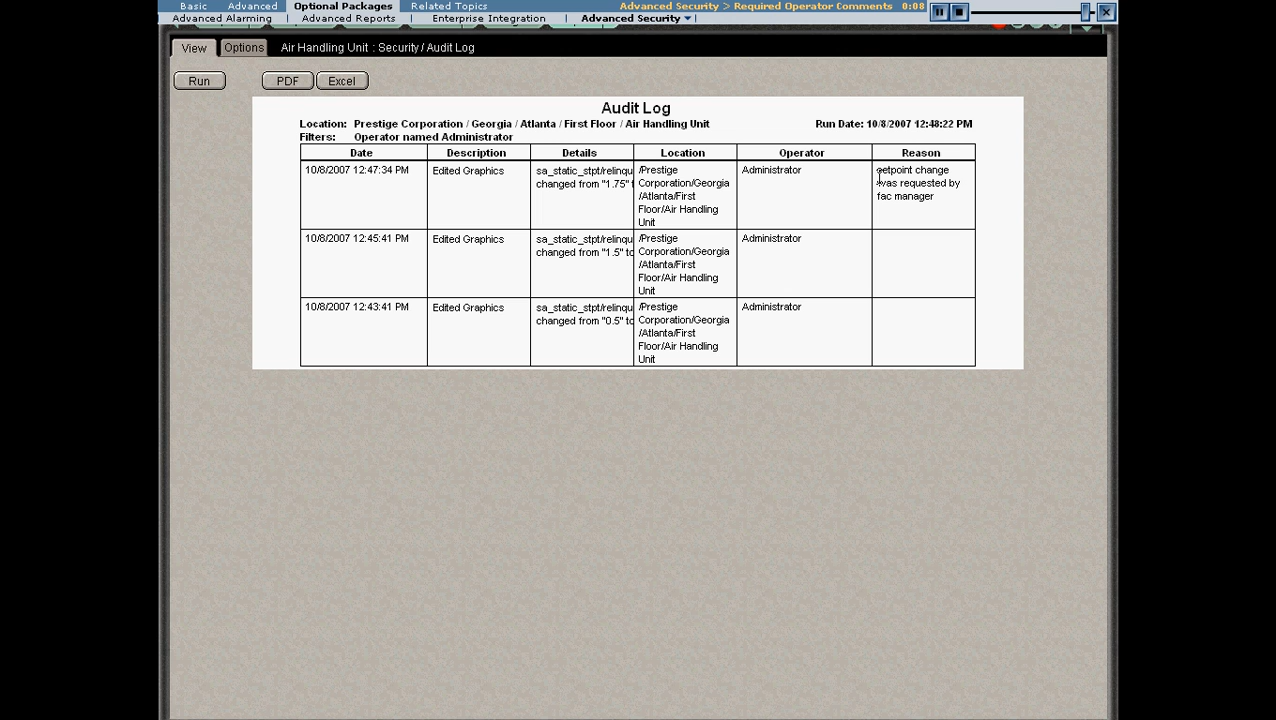 Basic Advanced Optional Packages Related Topics Advanced Security > Required Operator Comments 0:08
Advanced Alarming Advanced Reports Enterprise Integration Advanced Security
View Options Air Handling Unit : Security / Audit Log
Run PDF Excel
Audit Log
Location: Prestige Corporation / Georgia / Atlanta / First Floor / Air Handling Unit Run Date: 10/8/2007 12:48:22 PM
Filters: Operator named Administrator
Date Description Details Location Operator Reason
10/8/2007 12:47:34 PM Edited Graphics sa_static_stpt/relinqu /Prestige Administrator setpoint change
changed from "1.75" Corporation/Georgia was requested by
/Atlanta/First fac manager
Floor/Air Handling
Unit
10/8/2007 12:45:41 PM Edited Graphics sa_static_stpt/relinqu /Prestige Administrator
changed from "1.5" to Corporation/Georgia
/Atlanta/First
Floor/Air Handling
Unit
10/8/2007 12:43:41 PM Edited Graphics sa_static_stpt/relinqu /Prestige Administrator
changed from "0.5" to Corporation/Georgia
/Atlanta/First
Floor/Air Handling
Unit